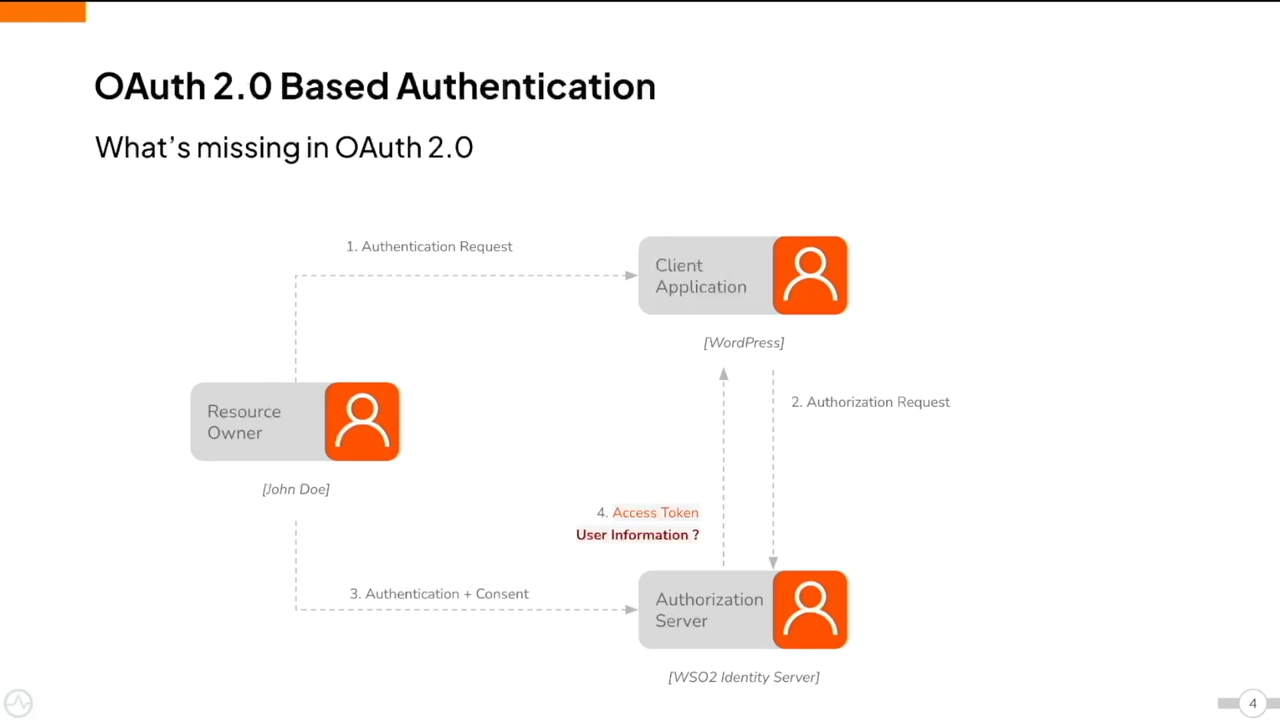 OAuth 2.0 Based Authentication
What's missing in OAuth 2.0
1. Authentication Request
Client
Application
[WordPress]
2. Authorization Request
Resource
Owner
[John Doe]
4. Access Token
User Information ?
3. Authentication + Consent
Authorization
Server
[WSO2 Identity Server]
4